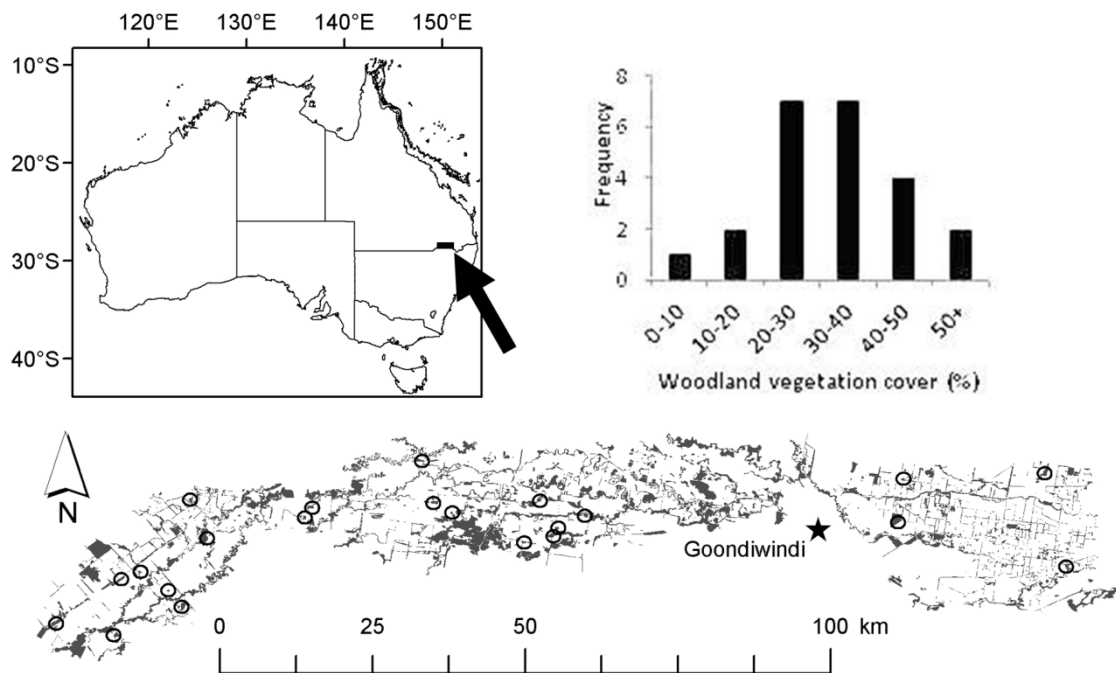 120°E 130°E 140°E 150°E
10°S
20°S
30°S
40°S
8
6
4
2
0
Frequency
0-10 10-20 20-30 30-40 40-50 50+
Woodland vegetation cover (%)
N
Goondiwindi
0 25 50 100 km